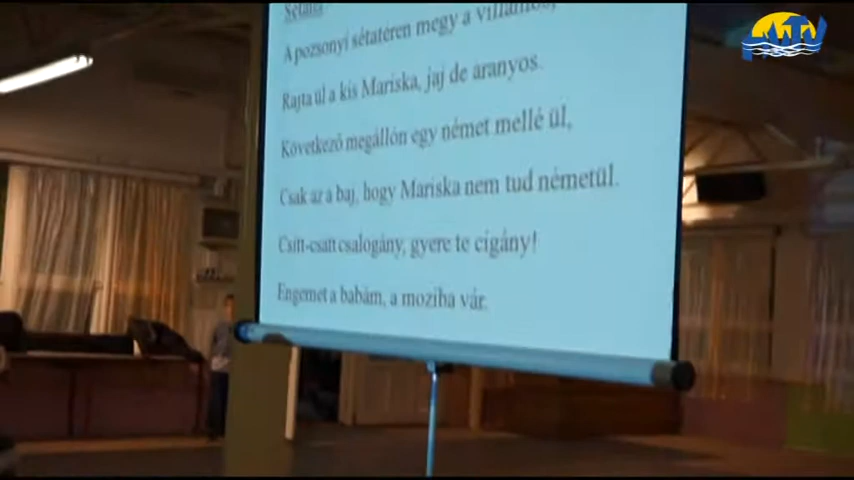 Sétálós
A pozsonyi sétatéren megy a villamos,
Rajta ül a kis Mariska, jaj de aranyos.
Következő megállón egy német mellé ül,
Csak az a baj, hogy Mariska nem tud németül.
Csitt-csatt csalogány, gyere te cigány!
Engemet a babám, a moziba vár.